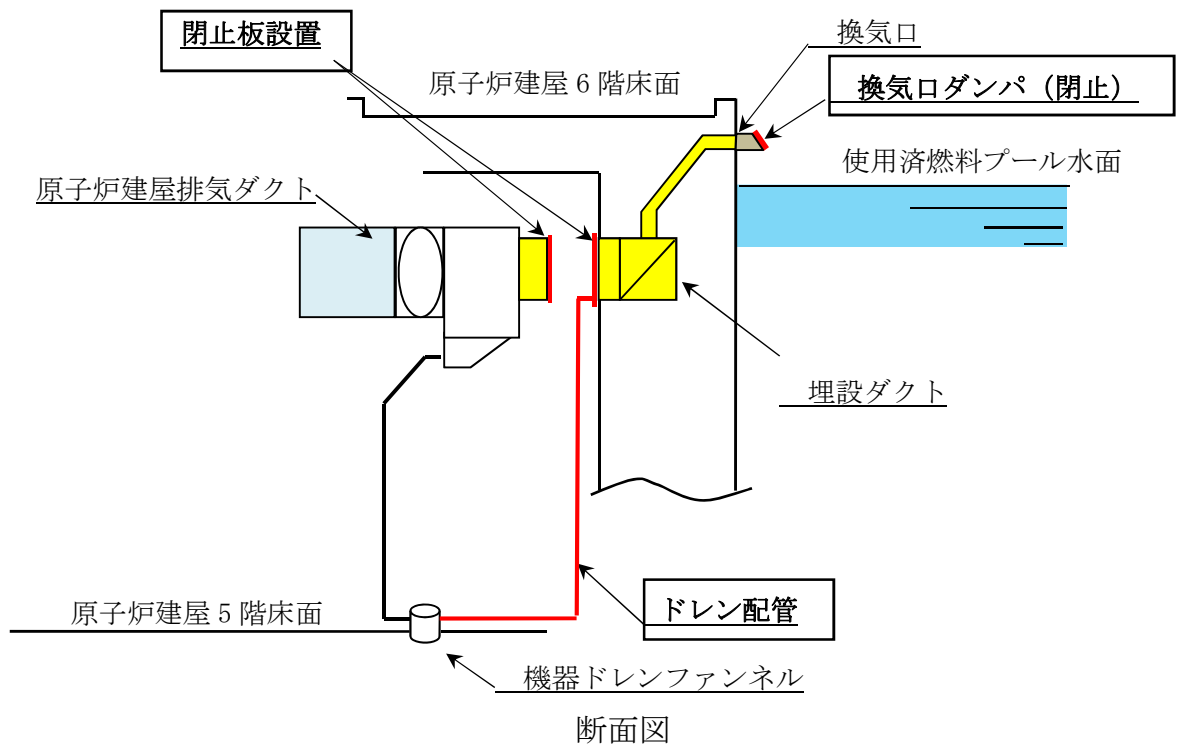 閉止板設置
換気口
原子炉建屋6階床面
換気口ダンパ（閉止）
使用済燃料プール水面
原子炉建屋排気ダクト
埋設ダクト
原子炉建屋5階床面
ドレン配管
機器ドレンファンネル
断面図